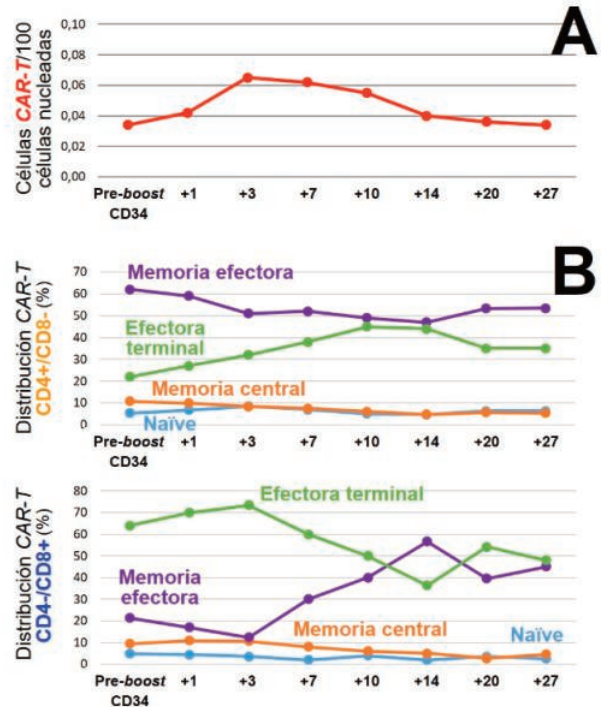 A
Células CAR-T/100
células nucleadas
0,10
0,08
0,06
0,04
0,02
0,00
Pre-boost
CD34
+1
+3
+7
+10
+14
+20
+27
B
Distribución CAR-T
CD4+/CD8- (%)
70
60
50
40
30
20
10
0
Memoria efectora
Efectora
terminal
Memoria central
Naïve
Pre-boost
CD34
+1
+3
+7
+10
+14
+20
+27
Distribución CAR-T
CD4-/CD8+ (%)
80
70
60
50
40
30
20
10
0
Efectora terminal
Memoria
efectora
Memoria central
Naïve
Pre-boost
CD34
+1
+3
+7
+10
+14
+20
+27